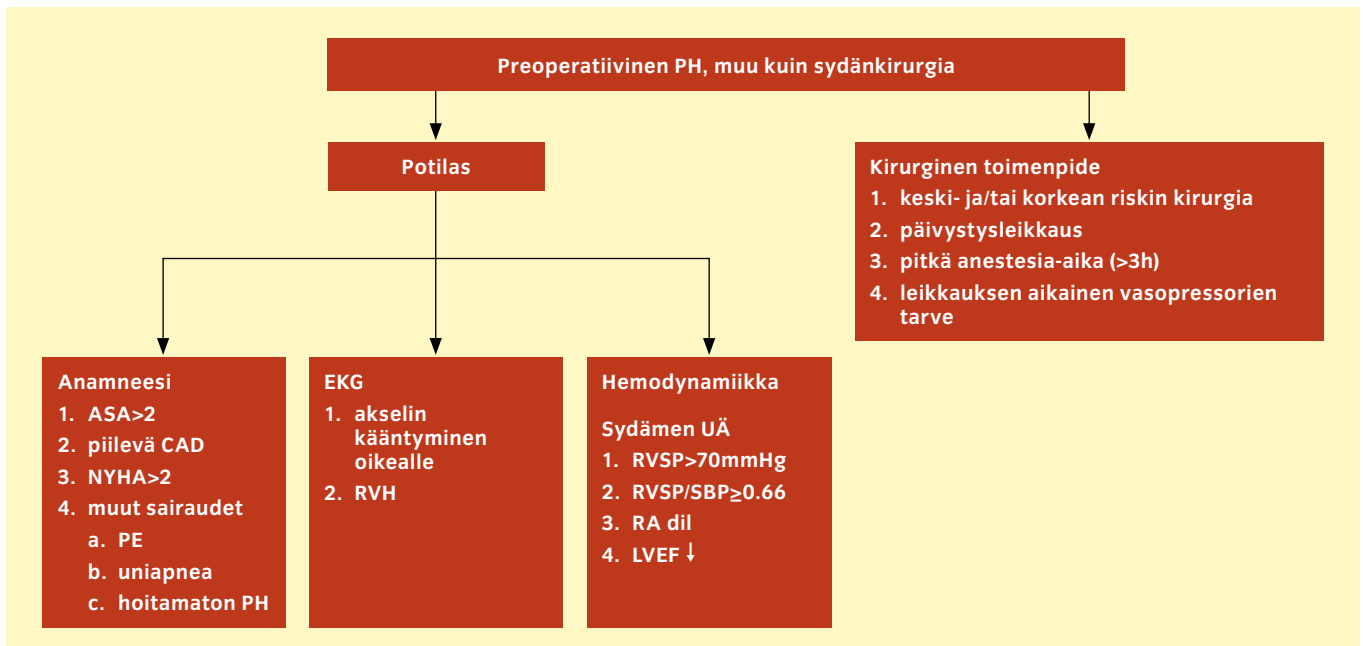 Preoperatiivinen PH, muu kuin sydänkirurgia
Potilas
Kirurginen toimenpide
1. keski- ja/tai korkean riskin kirurgia
2. päivystysleikkaus
3. pitkä anestesia-aika (>3h)
4. leikkauksen aikainen vasopressorien
tarve
Anamneesi
1. ASA>2
2. piilevä CAD
3. NYHA>2
4. muut sairaudet
a. PE
b. uniapnea
c. hoitamaton PH
EKG
1. akselin
kääntyminen
oikealle
2. RVH
Hemodynamiikka
Sydämen UÄ
1. RVSP>70mmHg
2. RVSP/SBP≥0.66
3. RA dil
4. LVEF ↓